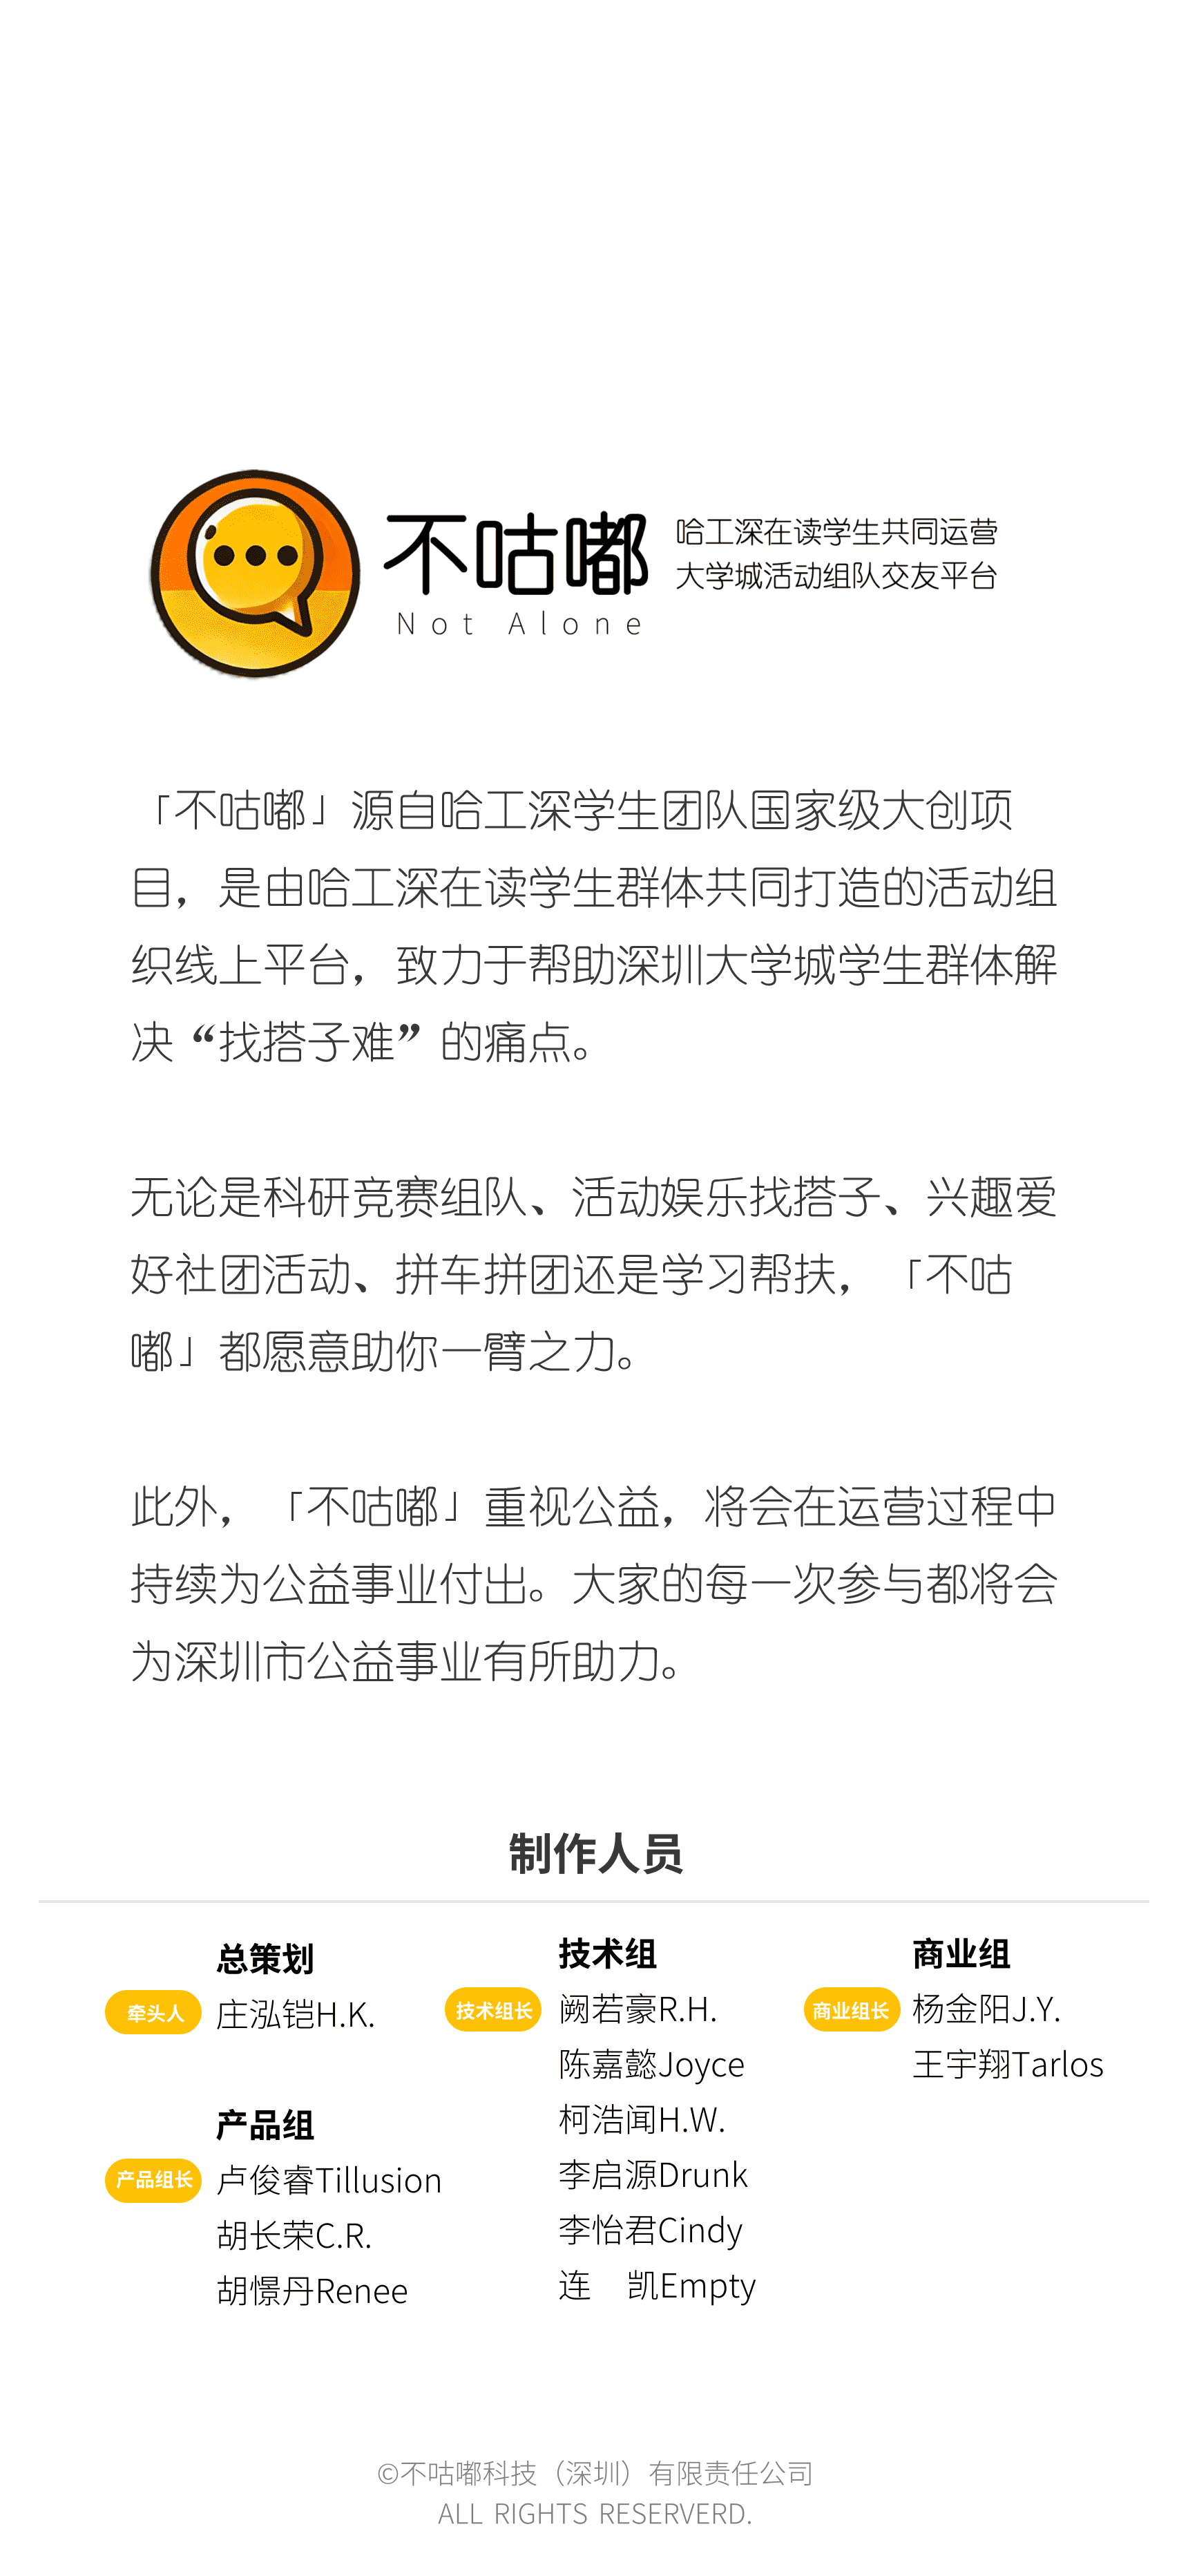 不咕嘟
Not Alone
哈工深在读学生共同运营
大学城活动组队交友平台
「不咕嘟」源自哈工深学生团队国家级大创项
目，是由哈工深在读学生群体共同打造的活动组
织线上平台，致力于帮助深圳大学城学生群体解
决“找搭子难”的痛点。
无论是科研竞赛组队、活动娱乐找搭子、兴趣爱
好社团活动、拼车拼团还是学习帮扶，「不咕
嘟」都愿意助你一臂之力。
此外，「不咕嘟」重视公益，将会在运营过程中
持续为公益事业付出。大家的每一次参与都将会
为深圳市公益事业有所助力。
制作人员
总策划
牵头人 庄泓铠H.K.
产品组
产品组长 卢俊睿Tillusion
胡长荣C.R.
胡憬丹Renee
技术组
技术组长 阙若豪R.H.
陈嘉懿Joyce
柯浩闻H.W.
李启源Drunk
李怡君Cindy
连 凯Empty
商业组
商业组长 杨金阳J.Y.
王宇翔Tarlos
©不咕嘟科技（深圳）有限责任公司
ALL RIGHTS RESERVERD.